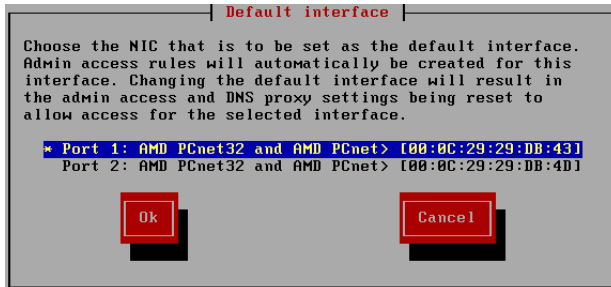 Default interface
Choose the NIC that is to be set as the default interface.
Admin access rules will automatically be created for this
interface. Changing the default interface will result in
the admin access and DNS proxy settings being reset to
allow access for the selected interface.
* Port 1: AMD PCnet32 and AMD PCnet> [00:0C:29:29:DB:43]
Port 2: AMD PCnet32 and AMD PCnet> [00:0C:29:29:DB:4D]
Ok Cancel